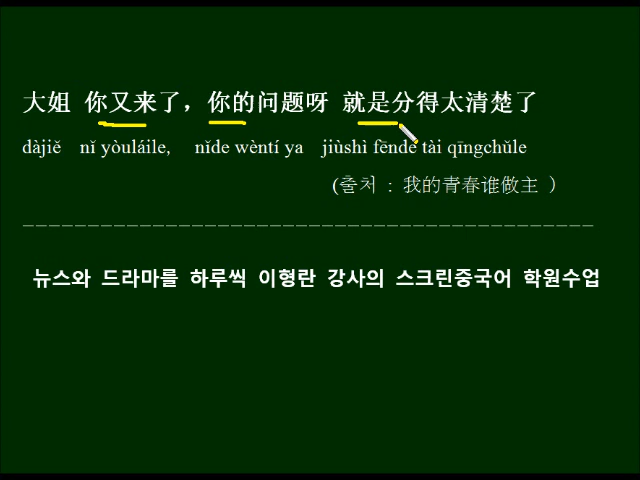 大姐 你又来了，你的问题呀 就是分得太清楚了
dàjiě nǐ yòuláile, nǐde wèntí ya jiùshì fēnde tài qīngchǔle
(출처 : 我的青春谁做主 )
뉴스와 드라마를 하루씩 이형란 강사의 스크린중국어 학원수업